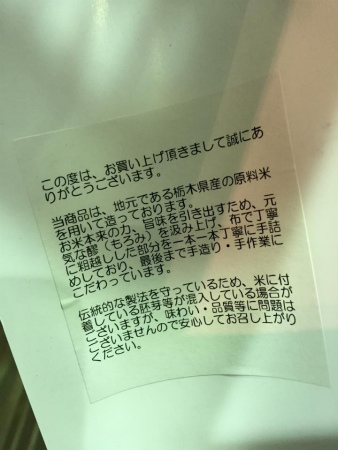 この度は、お買い上げ頂きまして誠にあ
りがとうございます。
当商品は、地元である栃木県産の原料米
を用いて造っております。
お米本来の力、旨味を引き出すため、元
気な醪（もろみ）を汲み上げ、布で丁寧
に粗越しした部分を一本一本丁寧に手詰
めしており、最後まで手造り・手作業に
こだわっています。
伝統的な製法を守っているため、米に付
着している胚芽等が混入している場合が
ございますが、味わい・品質等に問題は
ございませんので安心してお召し上がり
ください。